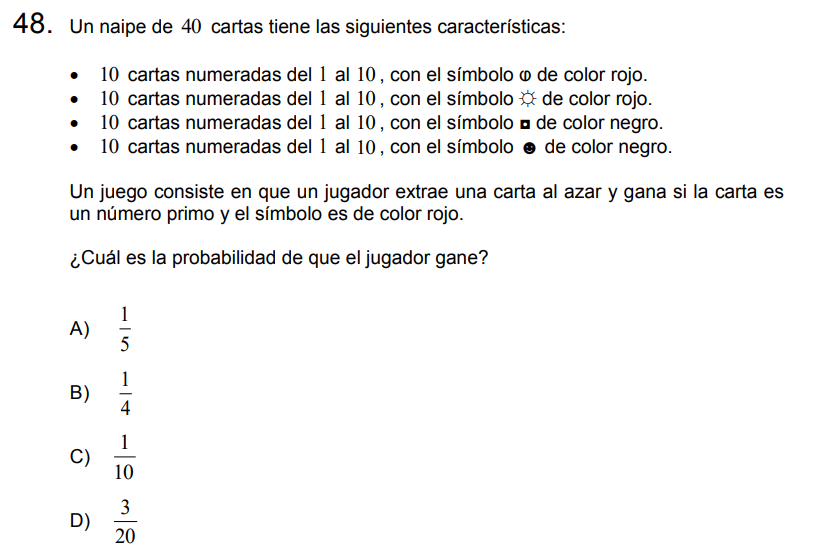 48. Un naipe de 40 cartas tiene las siguientes características:
• 10 cartas numeradas del 1 al 10, con el símbolo ⱷ de color rojo.
• 10 cartas numeradas del 1 al 10, con el símbolo ☼ de color rojo.
• 10 cartas numeradas del 1 al 10, con el símbolo ◘ de color negro.
• 10 cartas numeradas del 1 al 10, con el símbolo ☻ de color negro.
Un juego consiste en que un jugador extrae una carta al azar y gana si la carta es
un número primo y el símbolo es de color rojo.
¿Cuál es la probabilidad de que el jugador gane?
A) 1/5
B) 1/4
C) 1/10
D) 3/20